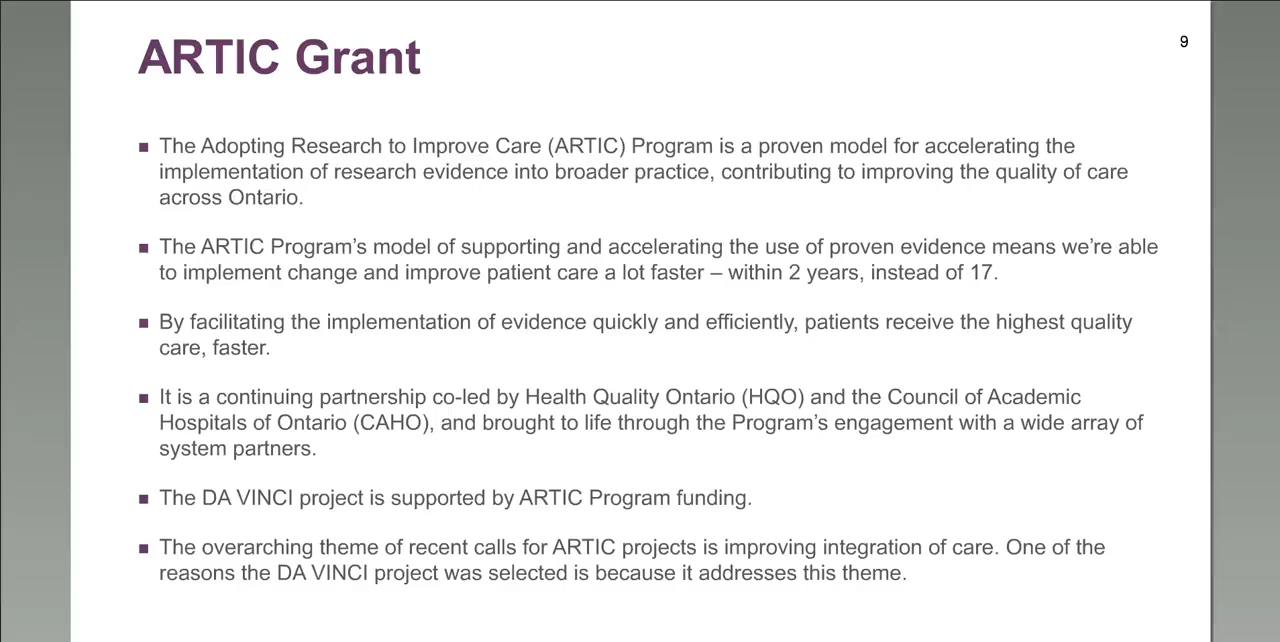 ARTIC Grant
9
The Adopting Research to Improve Care (ARTIC) Program is a proven model for accelerating the
implementation of research evidence into broader practice, contributing to improving the quality of care
across Ontario.
The ARTIC Program’s model of supporting and accelerating the use of proven evidence means we’re able
to implement change and improve patient care a lot faster – within 2 years, instead of 17.
By facilitating the implementation of evidence quickly and efficiently, patients receive the highest quality
care, faster.
It is a continuing partnership co-led by Health Quality Ontario (HQO) and the Council of Academic
Hospitals of Ontario (CAHO), and brought to life through the Program’s engagement with a wide array of
system partners.
The DA VINCI project is supported by ARTIC Program funding.
The overarching theme of recent calls for ARTIC projects is improving integration of care. One of the
reasons the DA VINCI project was selected is because it addresses this theme.